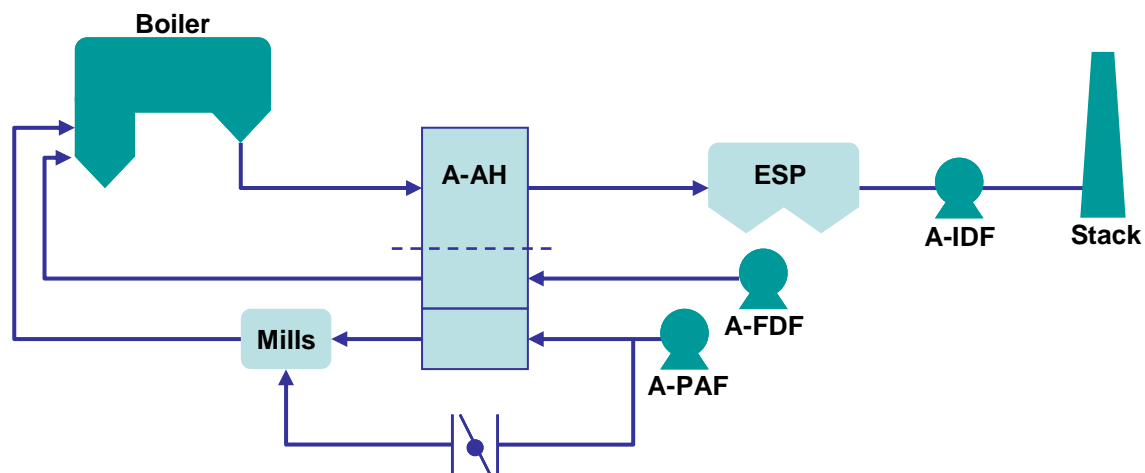 Boiler
A-AH
ESP
A-IDF
Stack
A-FDF
Mills
A-PAF